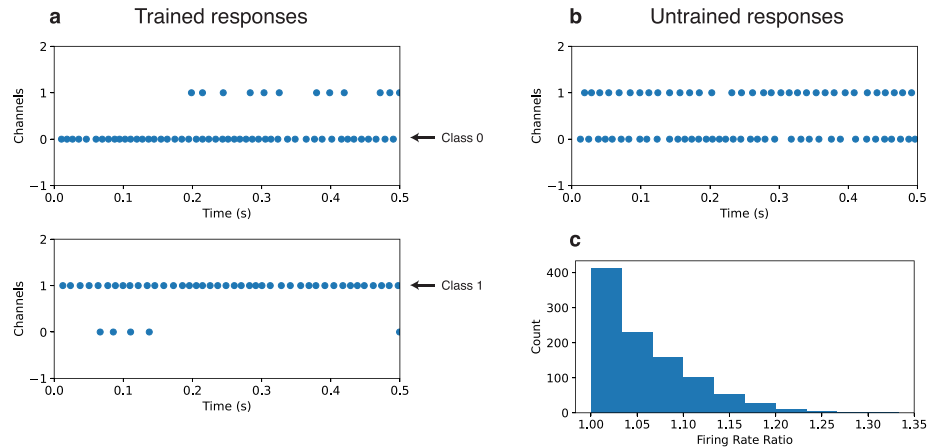 a Trained responses
2
1
0
−1
Channels
0.0 0.1 0.2 0.3 0.4 0.5
Time (s)
Class 0
2
1
0
−1
Channels
0.0 0.1 0.2 0.3 0.4 0.5
Time (s)
Class 1
b Untrained responses
2
1
0
−1
Channels
0.0 0.1 0.2 0.3 0.4 0.5
Time (s)
c
400
300
200
100
0
Count
1.00 1.05 1.10 1.15 1.20 1.25 1.30 1.35
Firing Rate Ratio